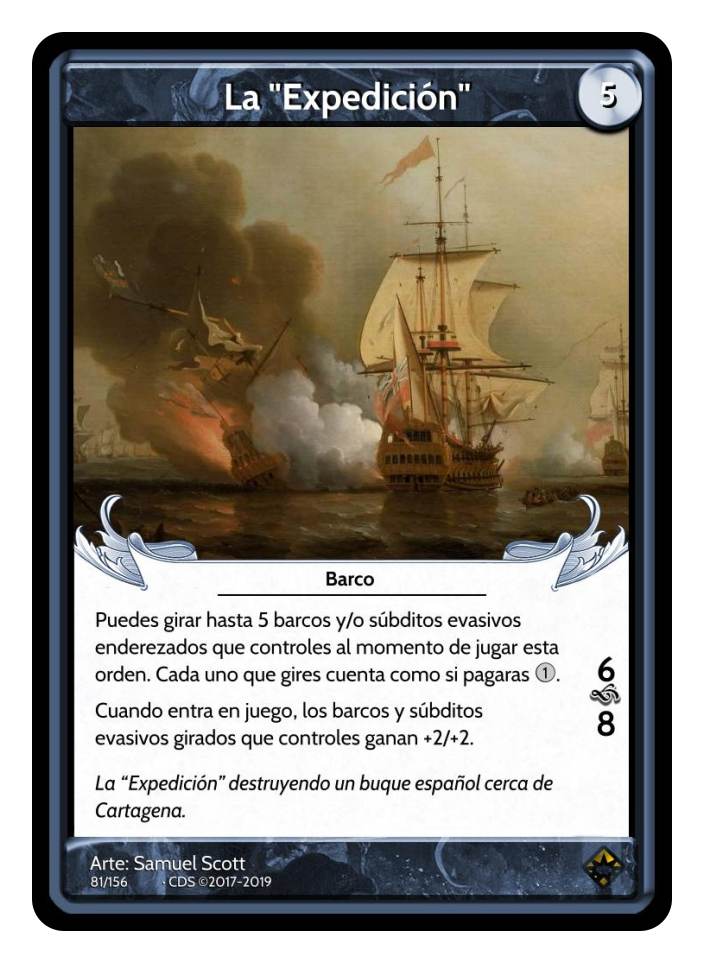 La "Expedición"
5
Barco
Puedes girar hasta 5 barcos y/o súbditos evasivos
enderezados que controles al momento de jugar esta
orden. Cada uno que gires cuenta como si pagaras 1.
Cuando entra en juego, los barcos y súbditos
evasivos girados que controles ganan +2/+2.
6
8
La “Expedición” destruyendo un buque español cerca de
Cartagena.
Arte: Samuel Scott
81/156 · CDS ©2017-2019